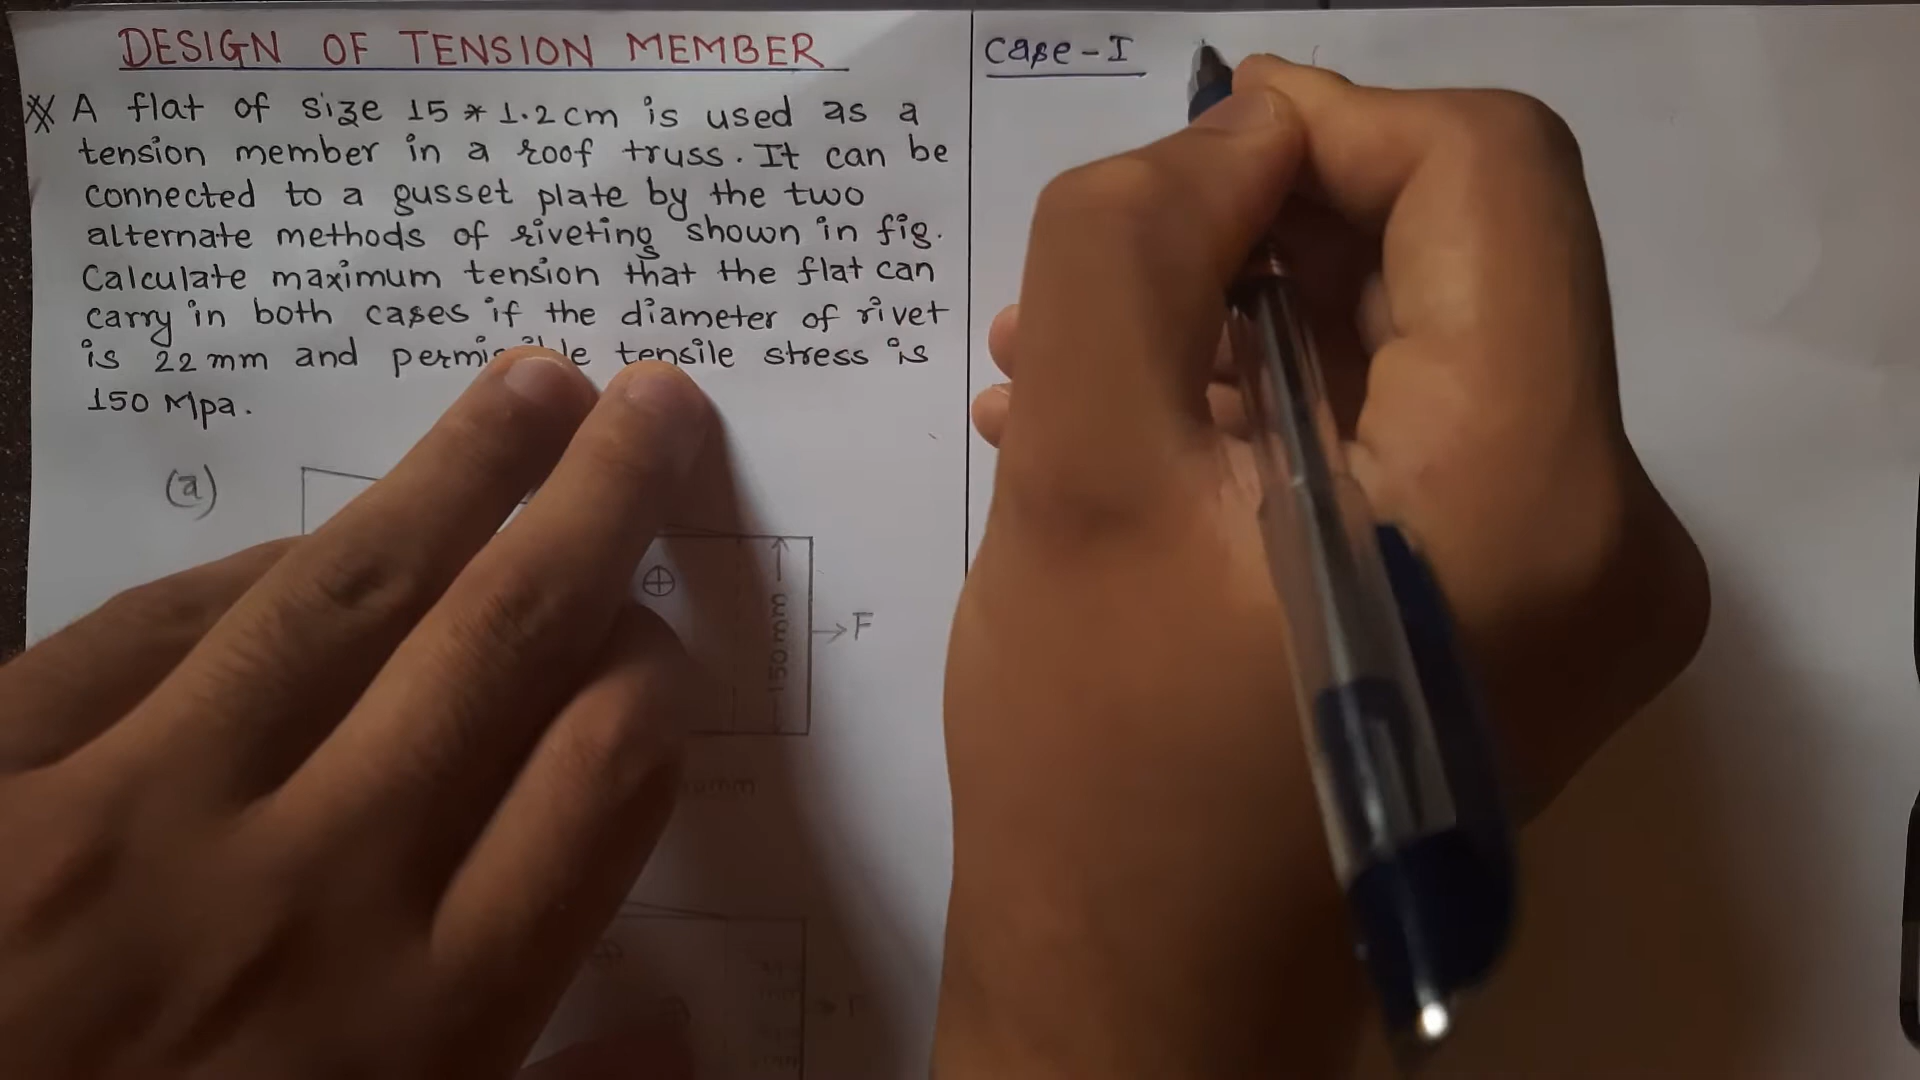 DESIGN OF TENSION MEMBER
A flat of size 15 * 1.2 cm is used as a
tension member in a roof truss. It can be
connected to a gusset plate by the two
alternate methods of rivetings shown in fig.
Calculate maximum tension that the flat can
carry in both cases if the diameter of rivet
is 22 mm and tensile stress is
150 Mpa.
(a)
150mm
F
Case - I